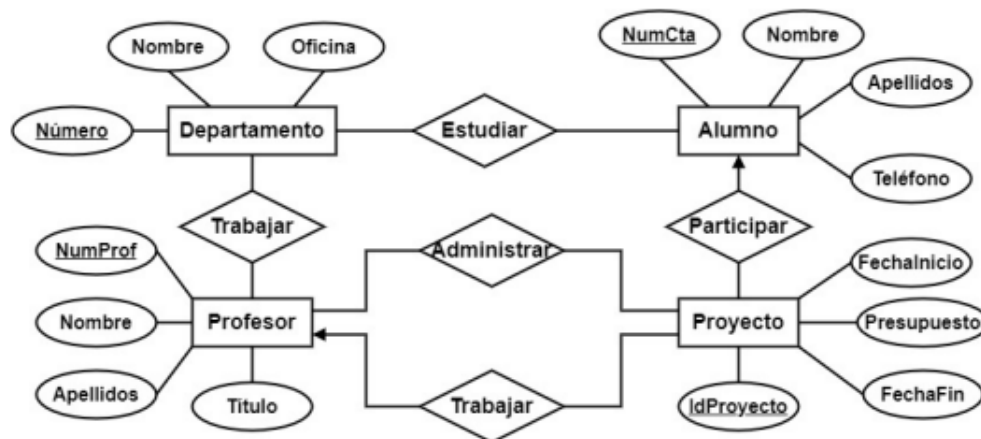 Nombre
Oficina
NumCta
Nombre
Número
Departamento
Estudiar
Alumno
Apellidos
Teléfono
Trabajar
Participar
NumProf
Administrar
FechaInicio
Nombre
Profesor
Proyecto
Presupuesto
Apellidos
Titulo
Trabajar
IdProyecto
FechaFin